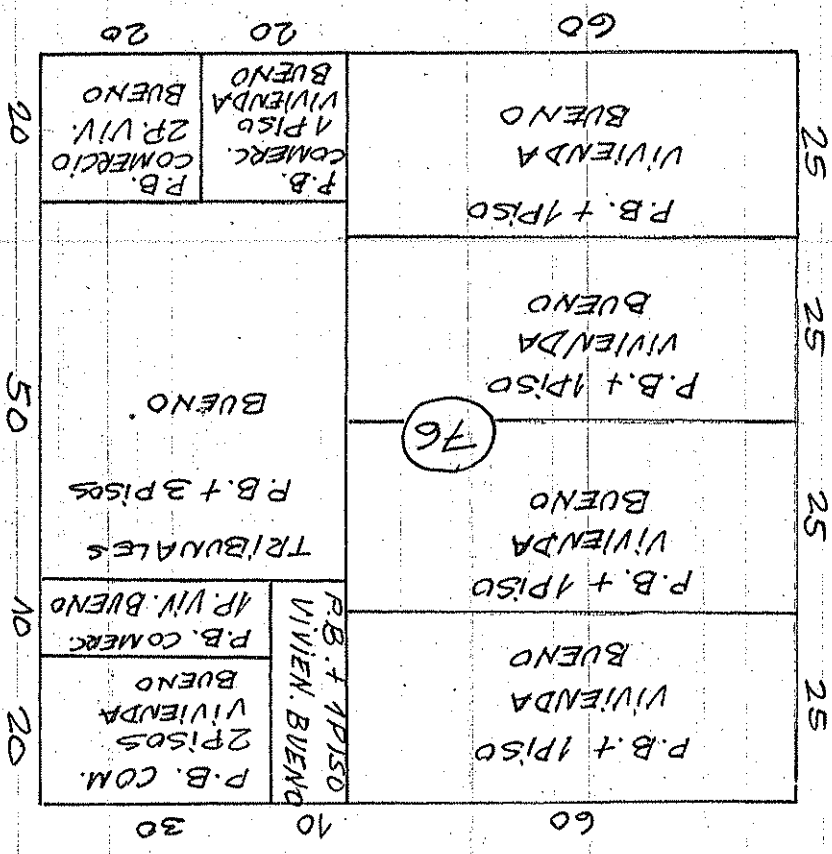 60
10
30
25
P.B. + 1PISO
VIVIENDA
BUENO
P.B. + 1PISO
VIVIEN. BUENO
P.B. COM.
2PISOS
VIVIENDA
BUENO
20
P.B. COMERC.
1P. VIV. BUENO
10
25
P.B. + 1PISO
VIVIENDA
BUENO
TRIBUNALES
P.B. + 3 PISOS
BUENO.
50
76
25
P.B. + 1PISO
VIVIENDA
BUENO
25
P.B. + 1PISO
VIVIENDA
BUENO
P.B.
COMERC.
1PISO
VIVIENDA
BUENO
P.B.
COMERCIO
2P. VIV.
BUENO
20
60
20
20